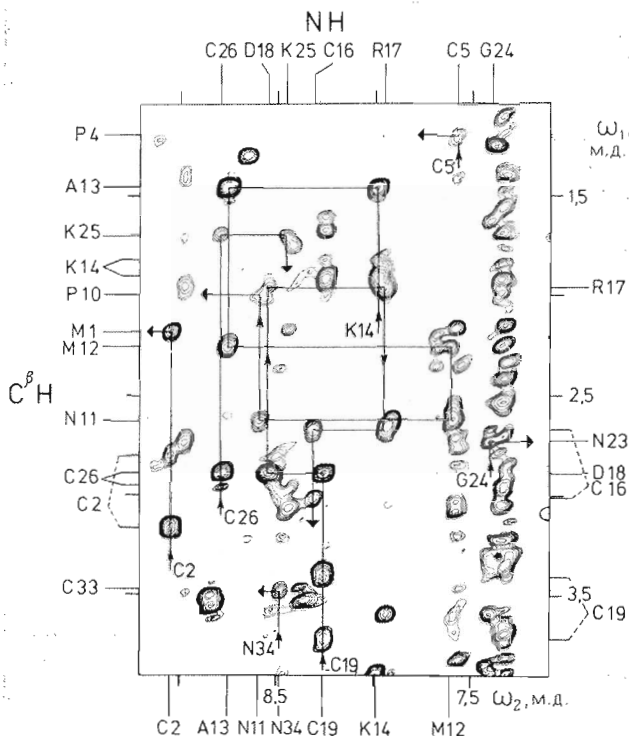 NH
C26 D18 K25 C16 R17 C5 G24
P4
ω₁
м.д.
C5
A13
1,5
K25
K14
P10
R17
M1
K14
M12
CᵝH
2,5
N11
N23
C26
D18
C16
G24
C2
C26
C2
C33
3,5
C19
N34
C19
8,5
7,5
ω₂, м.д.
C2 A13 N11 N34 C19 K14 M12